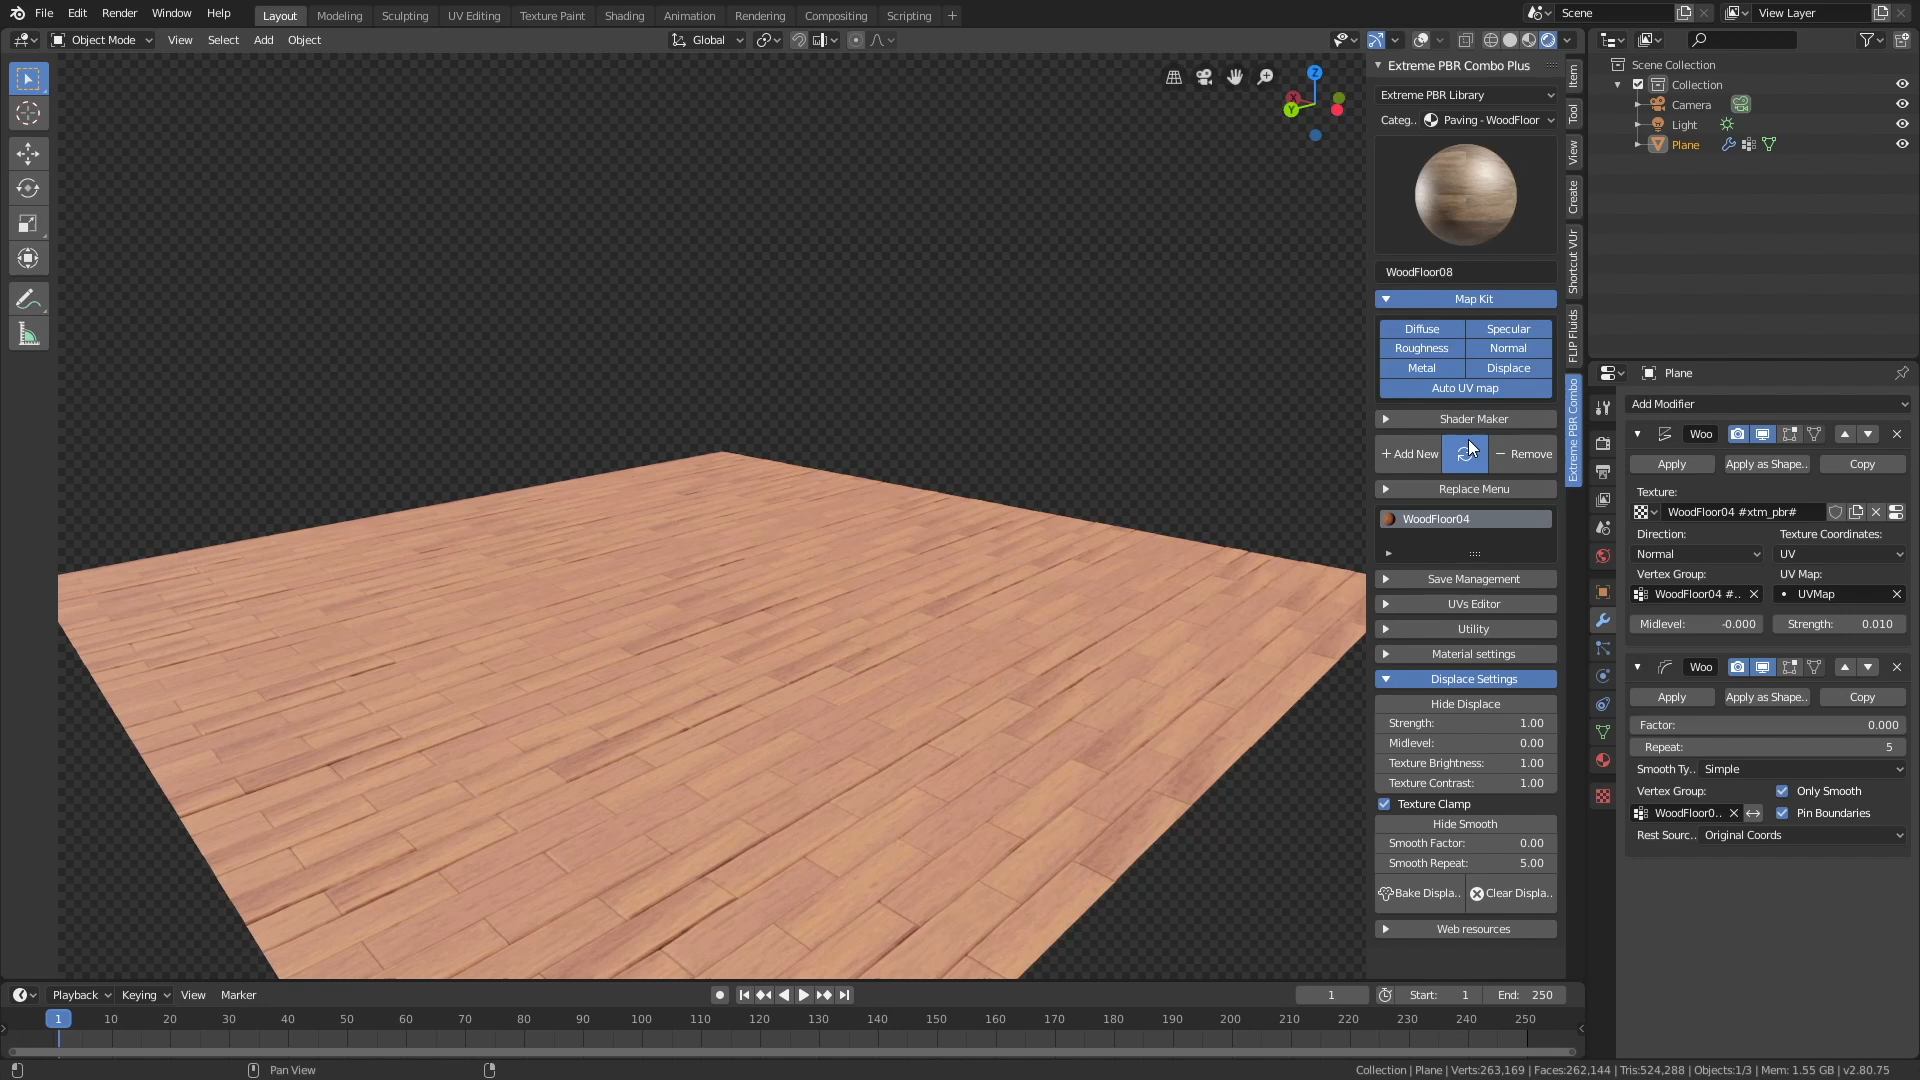 File Edit Render Window Help Layout Modeling Sculpting UV Editing Texture Paint Shading Animation Rendering Compositing Scripting + Scene View Layer
Object Mode View Select Add Object Global
Extreme PBR Combo Plus
Extreme PBR Library
Categ.. Paving - WoodFloor
WoodFloor08
Map Kit
Diffuse Specular
Roughness Normal
Metal Displace
Auto UV map
Shader Maker
+ Add New − Remove
Replace Menu
WoodFloor04
Save Management
UVs Editor
Utility
Material settings
Displace Settings
Hide Displace
Strength: 1.00
Midlevel: 0.00
Texture Brightness: 1.00
Texture Contrast: 1.00
Texture Clamp
Hide Smooth
Smooth Factor: 0.00
Smooth Repeat: 5.00
Bake Displa.. Clear Displa..
Web resources
Item
Tool
View
Create
Shortcut VUr
FLIP Fluids
Extreme PBR Combo
X
Y
Z
Scene Collection
Collection
Camera
Light
Plane
Plane
Add Modifier
Woo
Apply Apply as Shape.. Copy
Texture:
WoodFloor04 #xtm_pbr#
Direction: Texture Coordinates:
Normal UV
Vertex Group: UV Map:
WoodFloor04 #.. UVMap
Midlevel: -0.000 Strength: 0.010
Woo
Apply Apply as Shape.. Copy
Factor: 0.000
Repeat: 5
Smooth Ty.. Simple
Vertex Group: Only Smooth
WoodFloor0.. Pin Boundaries
Rest Sourc.. Original Coords
Playback Keying View Marker 1 Start: 1 End: 250
1 10 20 30 40 50 60 70 80 90 100 110 120 130 140 150 160 170 180 190 200 210 220 230 240 250
Pan View
Collection | Plane | Verts:263,169 | Faces:262,144 | Tris:524,288 | Objects:1/3 | Mem: 1.55 GB | v2.80.75